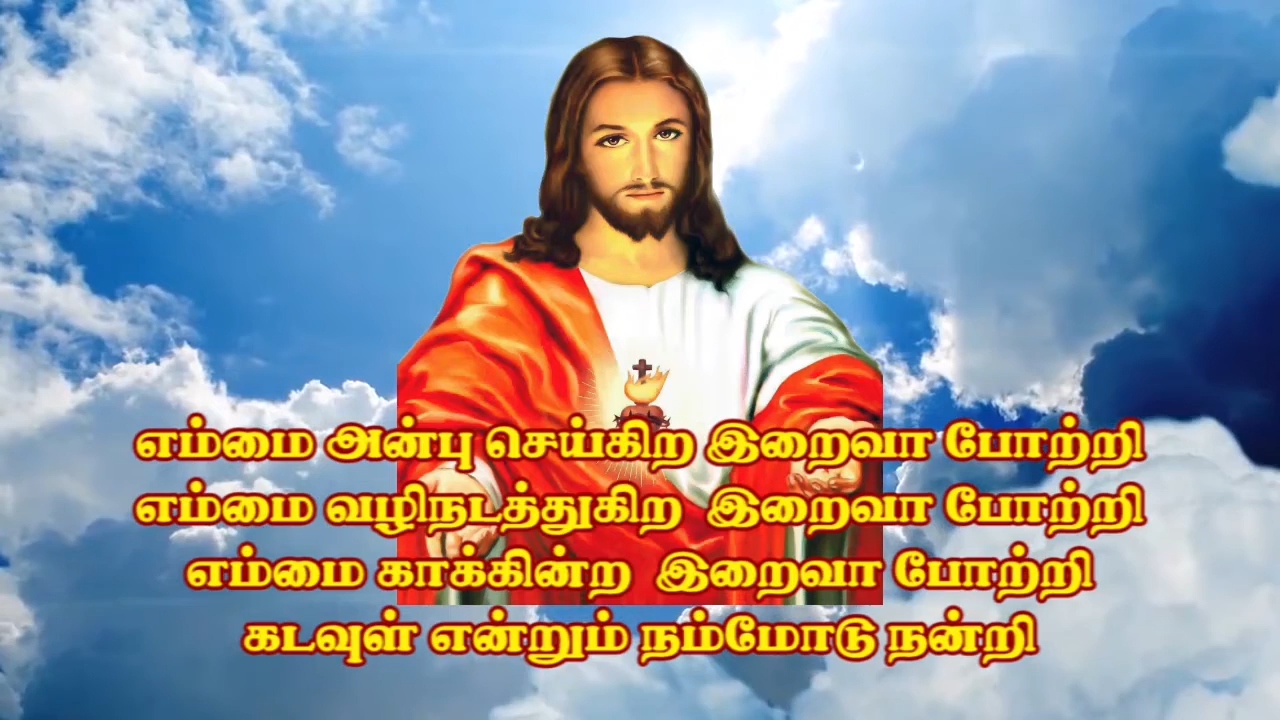 எம்மை அன்பு செய்கிற இறைவா போற்றி
எம்மை வழிநடத்துகிற இறைவா போற்றி
எம்மை காக்கின்ற இறைவா போற்றி
கடவுள் என்றும் நம்மோடு நன்றி